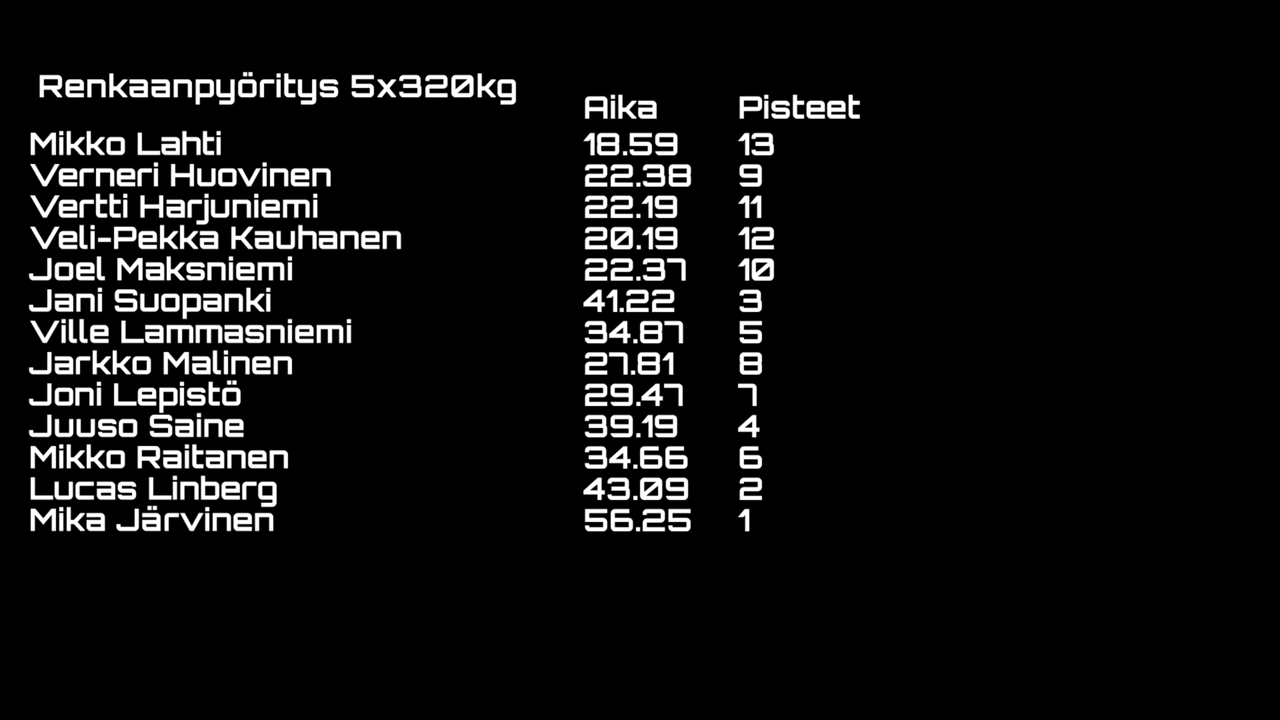 Renkaanpyöritys 5x320kg
Aika Pisteet
Mikko Lahti 18.59 13
Verneri Huovinen 22.38 9
Vertti Harjuniemi 22.19 11
Veli-Pekka Kauhanen 20.19 12
Joel Maksniemi 22.37 10
Jani Suopanki 41.22 3
Ville Lammasniemi 34.87 5
Jarkko Malinen 27.81 8
Joni Lepistö 29.47 7
Juuso Saine 39.19 4
Mikko Raitanen 34.66 6
Lucas Linberg 43.09 2
Mika Järvinen 56.25 1